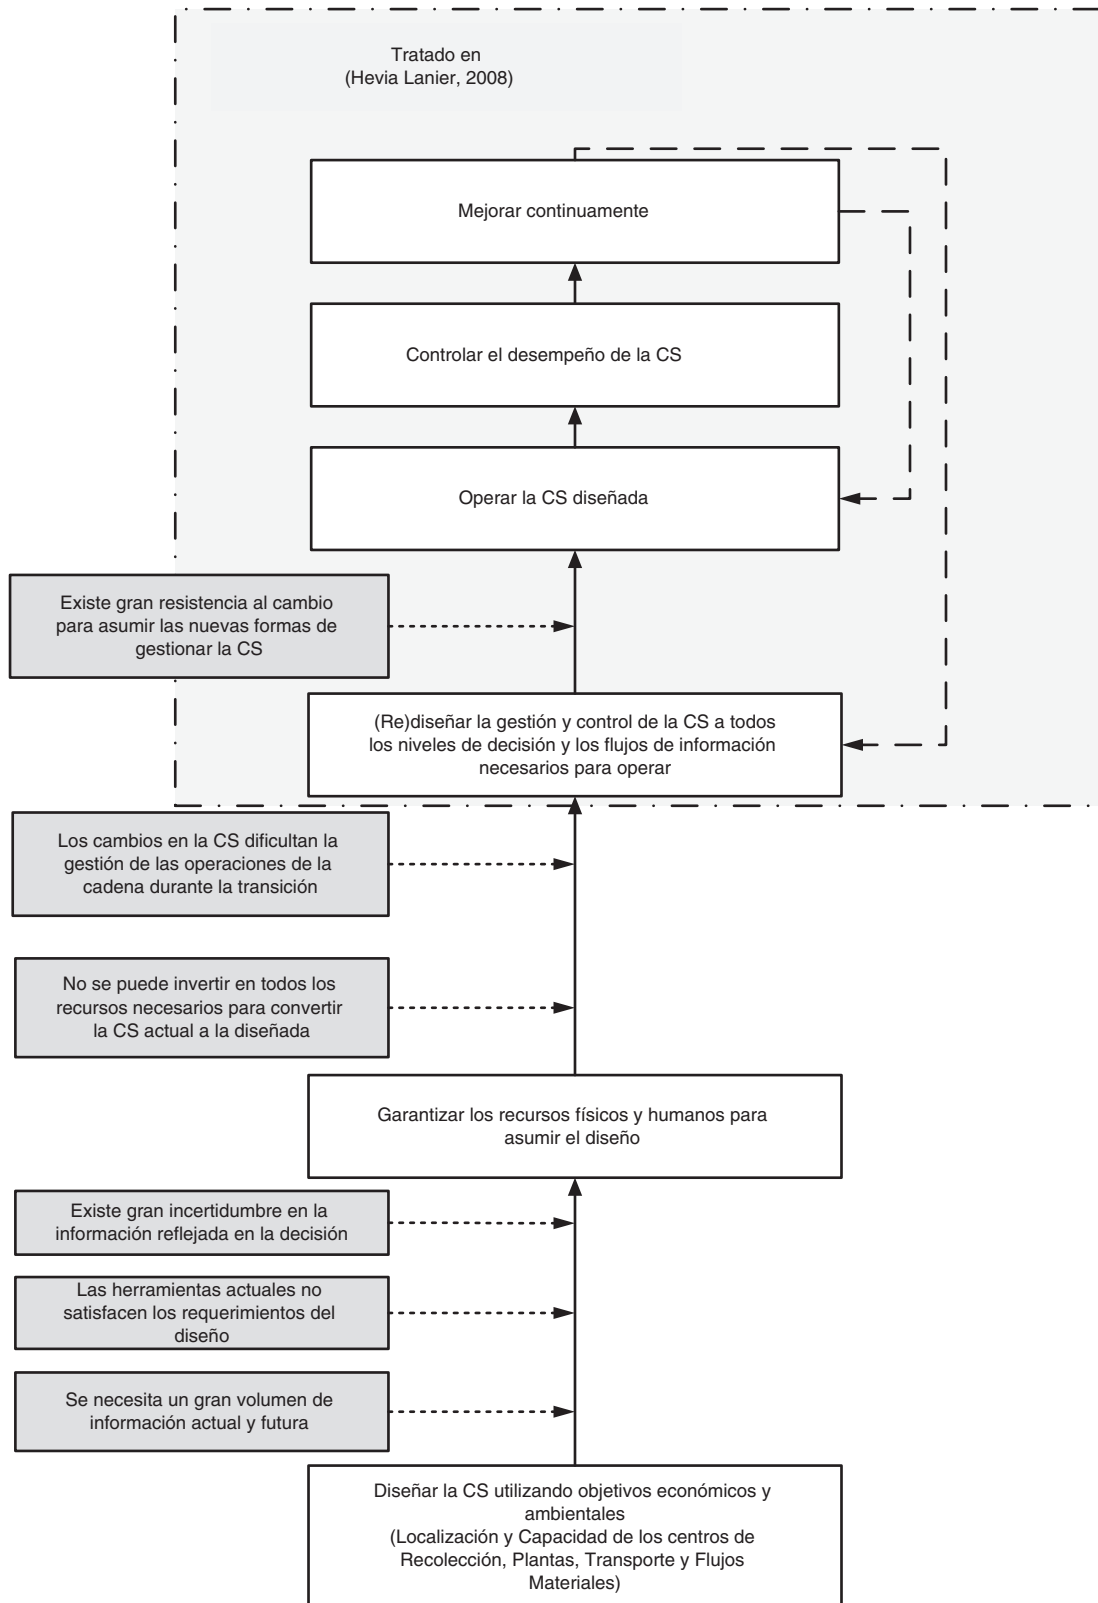 Tratado en
(Hevia Lanier, 2008)
Mejorar continuamente
Controlar el desempeño de la CS
Operar la CS diseñada
Existe gran resistencia al cambio
para asumir las nuevas formas de
gestionar la CS
(Re)diseñar la gestión y control de la CS a todos
los niveles de decisión y los flujos de información
necesarios para operar
Los cambios en la CS dificultan la
gestión de las operaciones de la
cadena durante la transición
No se puede invertir en todos los
recursos necesarios para convertir
la CS actual a la diseñada
Garantizar los recursos físicos y humanos para
asumir el diseño
Existe gran incertidumbre en la
información reflejada en la decisión
Las herramientas actuales no
satisfacen los requerimientos del
diseño
Se necesita un gran volumen de
información actual y futura
Diseñar la CS utilizando objetivos económicos y
ambientales
(Localización y Capacidad de los centros de
Recolección, Plantas, Transporte y Flujos
Materiales)